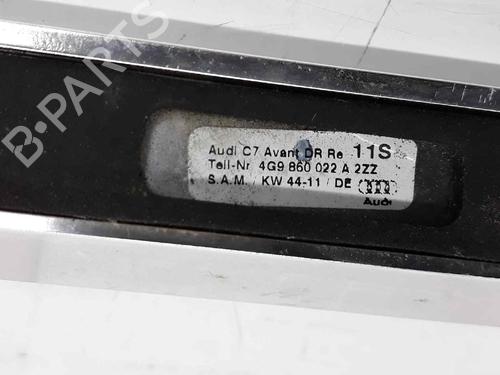 B-PARTS
Audi C7 Avant DR Re 11S
Teil-Nr 4G9 860 022 A 2ZZ
S.A.M. / KW 44-11 / DE
Audi